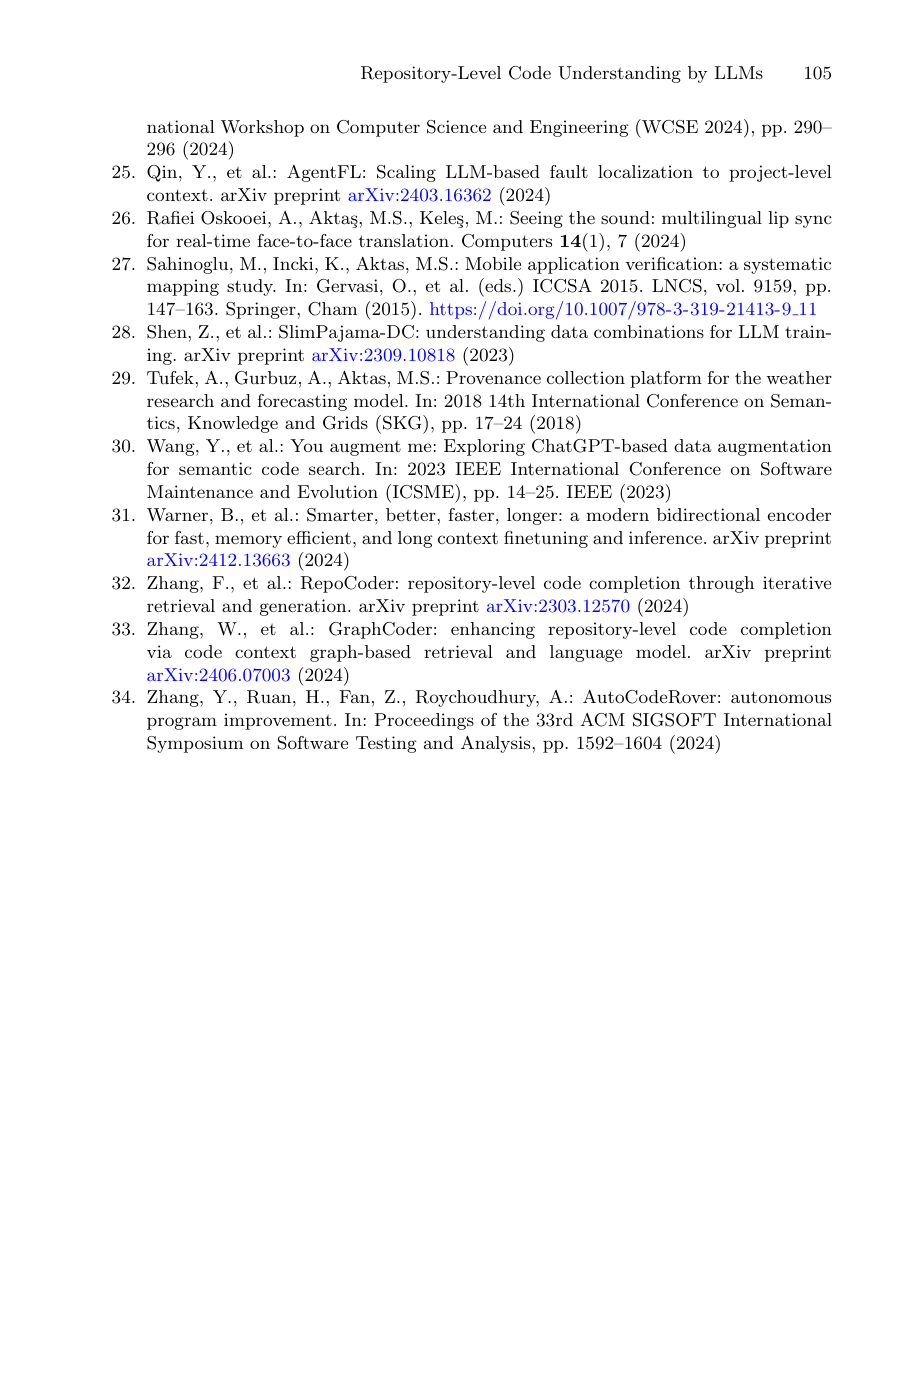 Repository-Level Code Understanding by LLMs 105
national Workshop on Computer Science and Engineering (WCSE 2024), pp. 290–
296 (2024)
25. Qin, Y., et al.: AgentFL: Scaling LLM-based fault localization to project-level
context. arXiv preprint arXiv:2403.16362 (2024)
26. Rafiei Oskooei, A., Aktaş, M.S., Keleş, M.: Seeing the sound: multilingual lip sync
for real-time face-to-face translation. Computers 14(1), 7 (2024)
27. Sahinoglu, M., Incki, K., Aktas, M.S.: Mobile application verification: a systematic
mapping study. In: Gervasi, O., et al. (eds.) ICCSA 2015. LNCS, vol. 9159, pp.
147–163. Springer, Cham (2015). https://doi.org/10.1007/978-3-319-21413-9_11
28. Shen, Z., et al.: SlimPajama-DC: understanding data combinations for LLM train-
ing. arXiv preprint arXiv:2309.10818 (2023)
29. Tufek, A., Gurbuz, A., Aktas, M.S.: Provenance collection platform for the weather
research and forecasting model. In: 2018 14th International Conference on Seman-
tics, Knowledge and Grids (SKG), pp. 17–24 (2018)
30. Wang, Y., et al.: You augment me: Exploring ChatGPT-based data augmentation
for semantic code search. In: 2023 IEEE International Conference on Software
Maintenance and Evolution (ICSME), pp. 14–25. IEEE (2023)
31. Warner, B., et al.: Smarter, better, faster, longer: a modern bidirectional encoder
for fast, memory efficient, and long context finetuning and inference. arXiv preprint
arXiv:2412.13663 (2024)
32. Zhang, F., et al.: RepoCoder: repository-level code completion through iterative
retrieval and generation. arXiv preprint arXiv:2303.12570 (2024)
33. Zhang, W., et al.: GraphCoder: enhancing repository-level code completion
via code context graph-based retrieval and language model. arXiv preprint
arXiv:2406.07003 (2024)
34. Zhang, Y., Ruan, H., Fan, Z., Roychoudhury, A.: AutoCodeRover: autonomous
program improvement. In: Proceedings of the 33rd ACM SIGSOFT International
Symposium on Software Testing and Analysis, pp. 1592–1604 (2024)